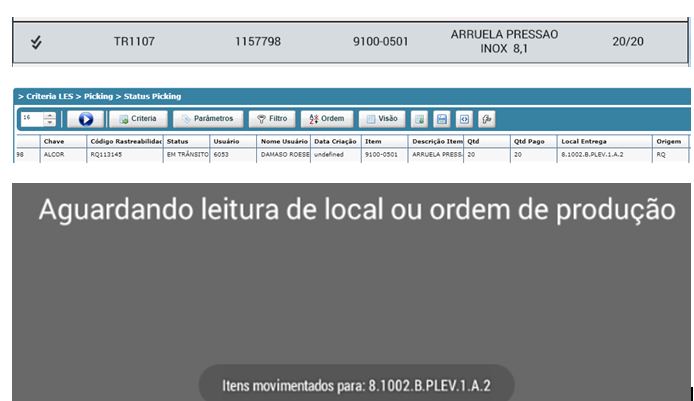 TR1107 1157798 9100-0501 ARRUELA PRESSAO INOX 8,1 20/20
> Criteria LES > Picking > Status Picking
16 Criteria Parâmetros Filtro Ordem Visão
Chave Código Rastreabilidac Status Usuário Nome Usuário Data Criação Item Descrição Item Qtd Qtd Pago Local Entrega Origem
98 ALCOR RQ113145 EM TRÂNSITO 6053 DAMASO ROESE undefined 9100-0501 ARRUELA PRESS 20 20 8.1002.B.PLEV.1.A.2 RQ
Aguardando leitura de local ou ordem de produção
Itens movimentados para: 8.1002.B.PLEV.1.A.2